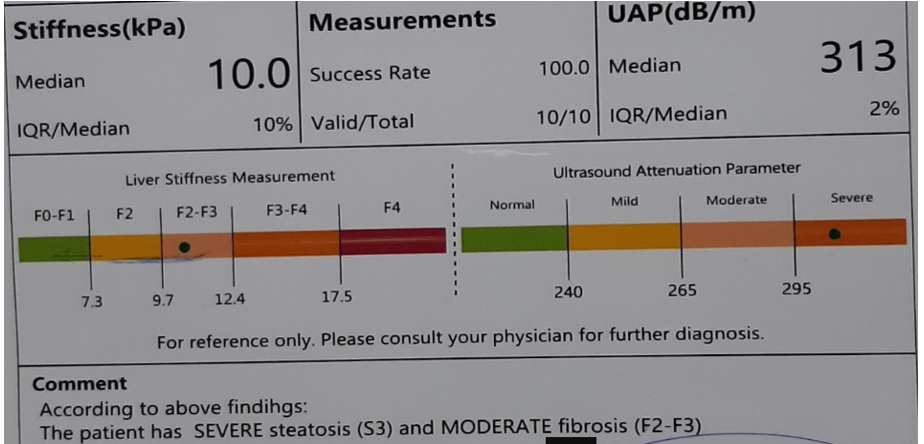 Stiffness(kPa)
Median 10.0
IQR/Median 10%
Measurements
Success Rate 100.0
Valid/Total 10/10
UAP(dB/m)
Median 313
IQR/Median 2%
Liver Stiffness Measurement
F0-F1 F2 F2-F3 F3-F4 F4
7.3 9.7 12.4 17.5
Ultrasound Attenuation Parameter
Normal Mild Moderate Severe
240 265 295
For reference only. Please consult your physician for further diagnosis.
Comment
According to above findihgs:
The patient has SEVERE steatosis (S3) and MODERATE fibrosis (F2-F3)